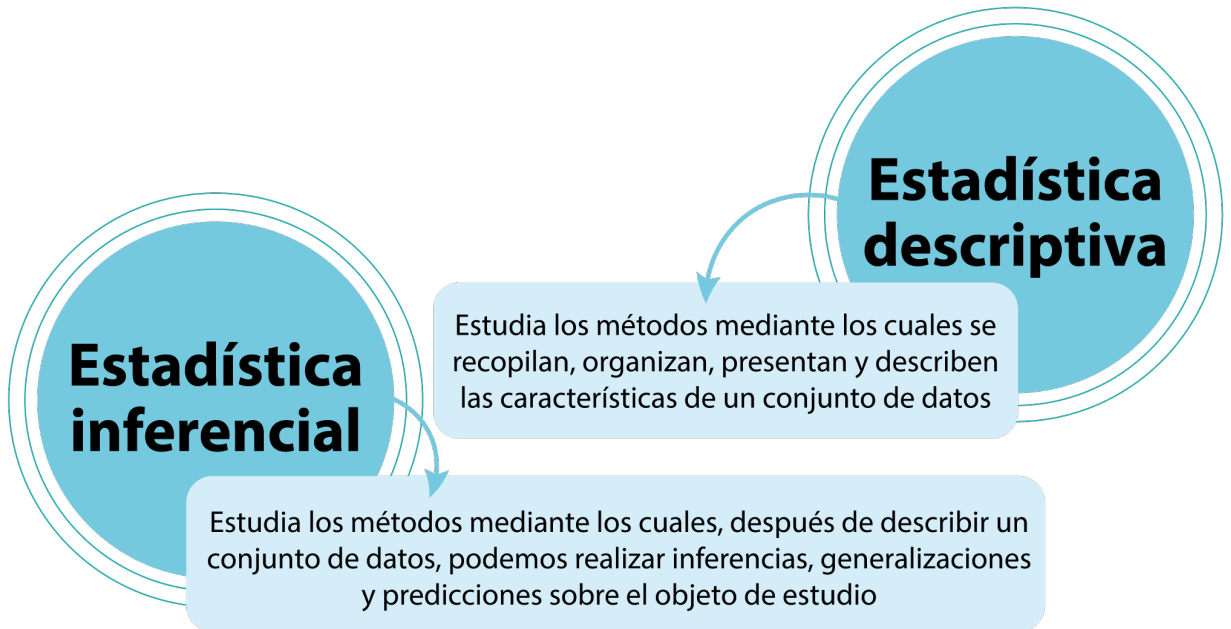 Estadística
descriptiva
Estudia los métodos mediante los cuales se
recopilan, organizan, presentan y describen
las características de un conjunto de datos
Estadística
inferencial
Estudia los métodos mediante los cuales, después de describir un
conjunto de datos, podemos realizar inferencias, generalizaciones
y predicciones sobre el objeto de estudio